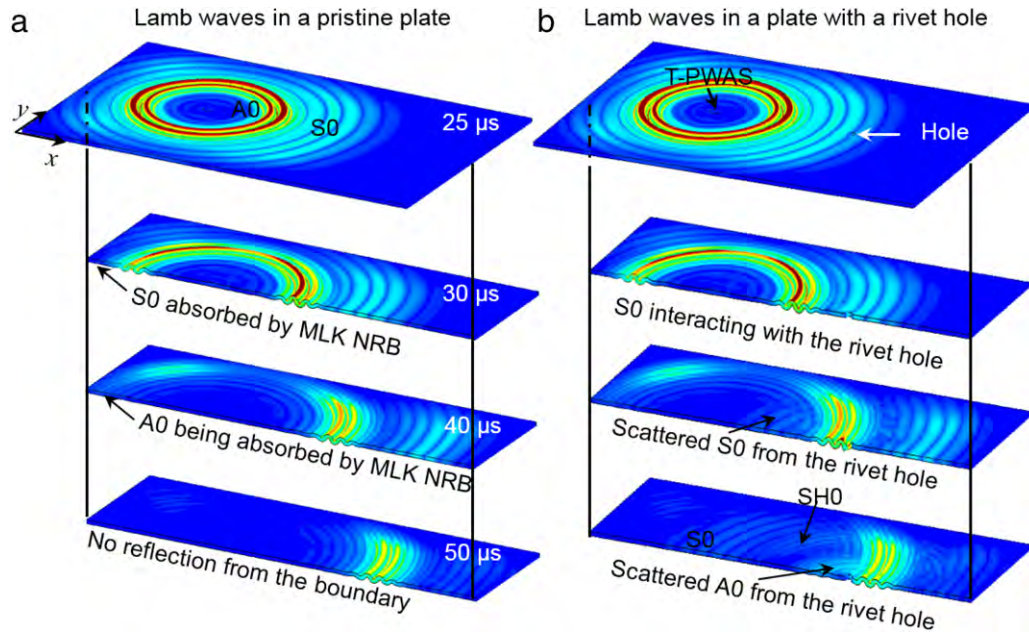 a
Lamb waves in a pristine plate
y
x
A0
S0
25 µs
S0 absorbed by MLK NRB
30 µs
A0 being absorbed by MLK NRB
40 µs
No reflection from the boundary
50 µs
b
Lamb waves in a plate with a rivet hole
T-PWAS
Hole
S0 interacting with the rivet hole
Scattered S0 from the rivet hole
SH0
S0
Scattered A0 from the rivet hole